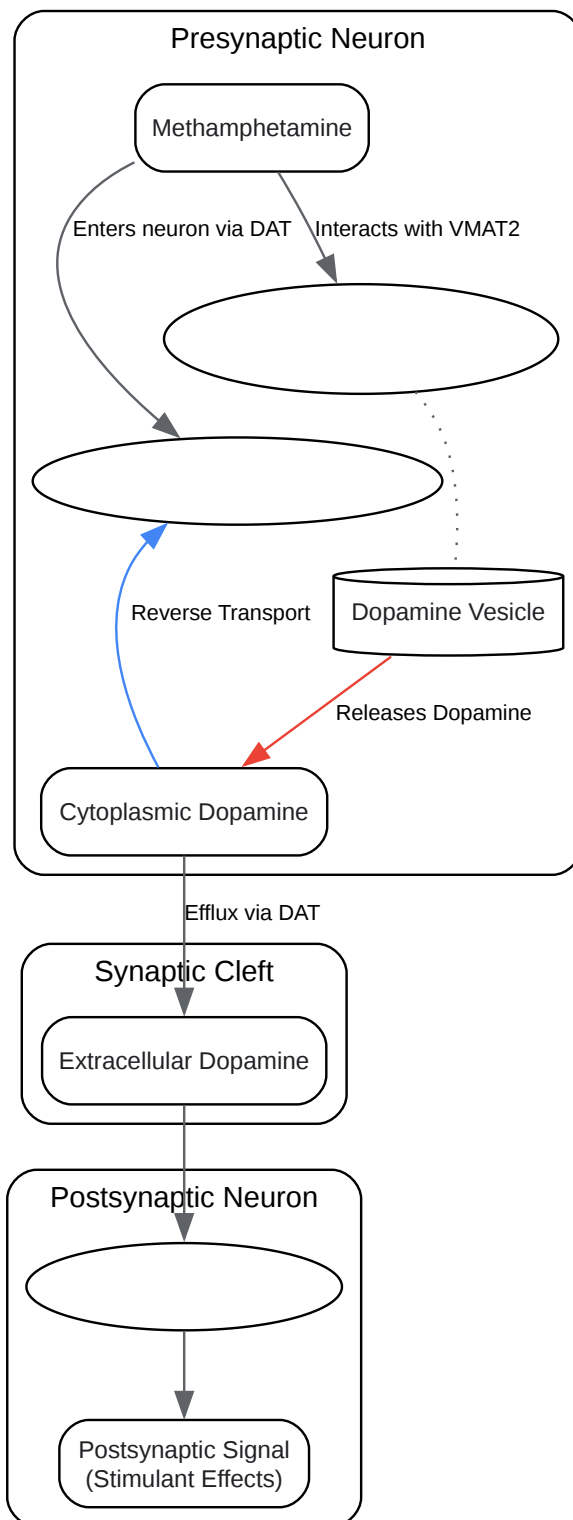 Presynaptic Neuron
Methamphetamine
Enters neuron via DAT
Interacts with VMAT2
Reverse Transport
Dopamine Vesicle
Releases Dopamine
Cytoplasmic Dopamine
Efflux via DAT
Synaptic Cleft
Extracellular Dopamine
Postsynaptic Neuron
Postsynaptic Signal
(Stimulant Effects)